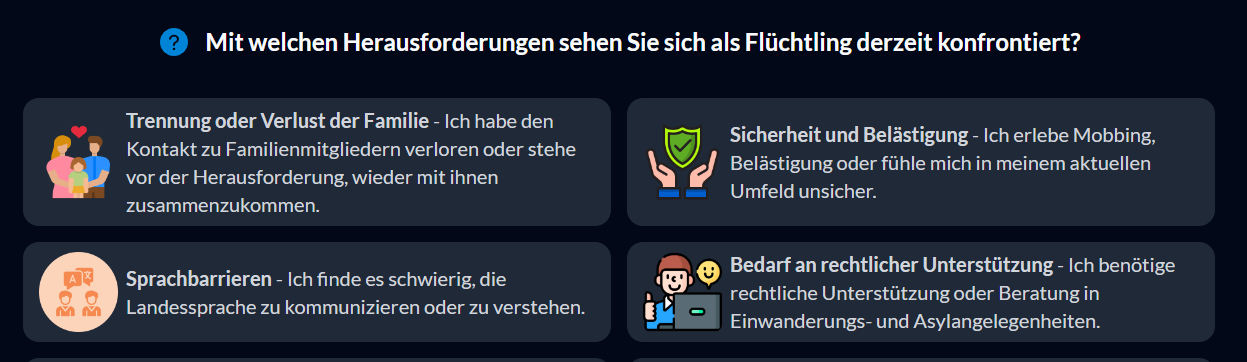 Mit welchen Herausforderungen sehen Sie sich als Flüchtling derzeit konfrontiert?
Trennung oder Verlust der Familie - Ich habe den
Kontakt zu Familienmitgliedern verloren oder stehe
vor der Herausforderung, wieder mit ihnen
zusammenzukommen.
Sicherheit und Belästigung - Ich erlebe Mobbing,
Belästigung oder fühle mich in meinem aktuellen
Umfeld unsicher.
Sprachbarrieren - Ich finde es schwierig, die
Landessprache zu kommunizieren oder zu verstehen.
Bedarf an rechtlicher Unterstützung - Ich benötige
rechtliche Unterstützung oder Beratung in
Einwanderungs- und Asylangelegenheiten.